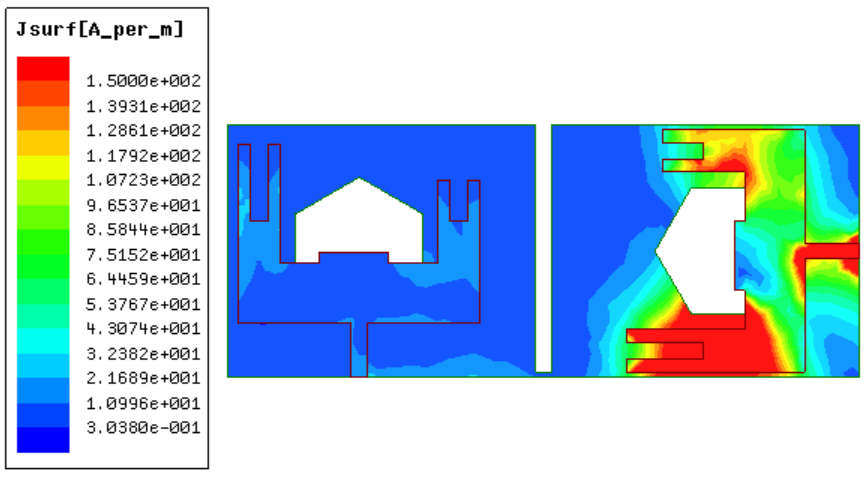 Jsurf[A_per_m]
1.5000e+002
1.3931e+002
1.2861e+002
1.1792e+002
1.0723e+002
9.6537e+001
8.5844e+001
7.5152e+001
6.4459e+001
5.3767e+001
4.3074e+001
3.2382e+001
2.1689e+001
1.0996e+001
3.0380e-001